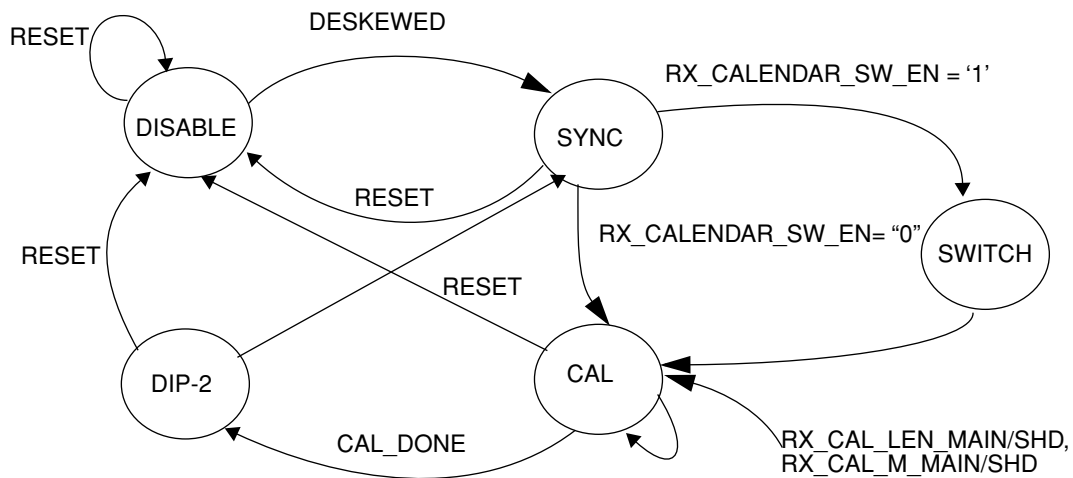 DESKEWED
RESET
RX_CALENDAR_SW_EN = ‘1’
DISABLE
SYNC
RESET
RX_CALENDAR_SW_EN= “0”
SWITCH
RESET
RESET
DIP-2
CAL
CAL_DONE
RX_CAL_LEN_MAIN/SHD,
RX_CAL_M_MAIN/SHD